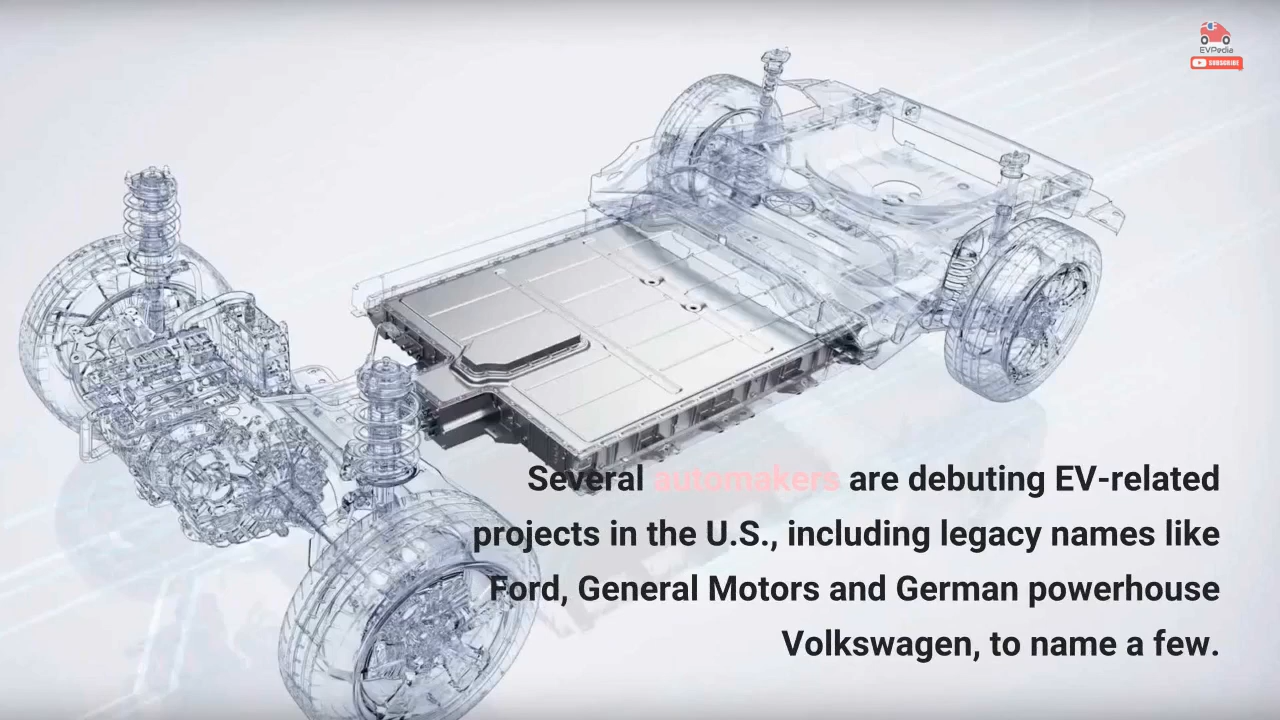 EVPedia
SUBSCRIBE
Several automakers are debuting EV-related
projects in the U.S., including legacy names like
Ford, General Motors and German powerhouse
Volkswagen, to name a few.